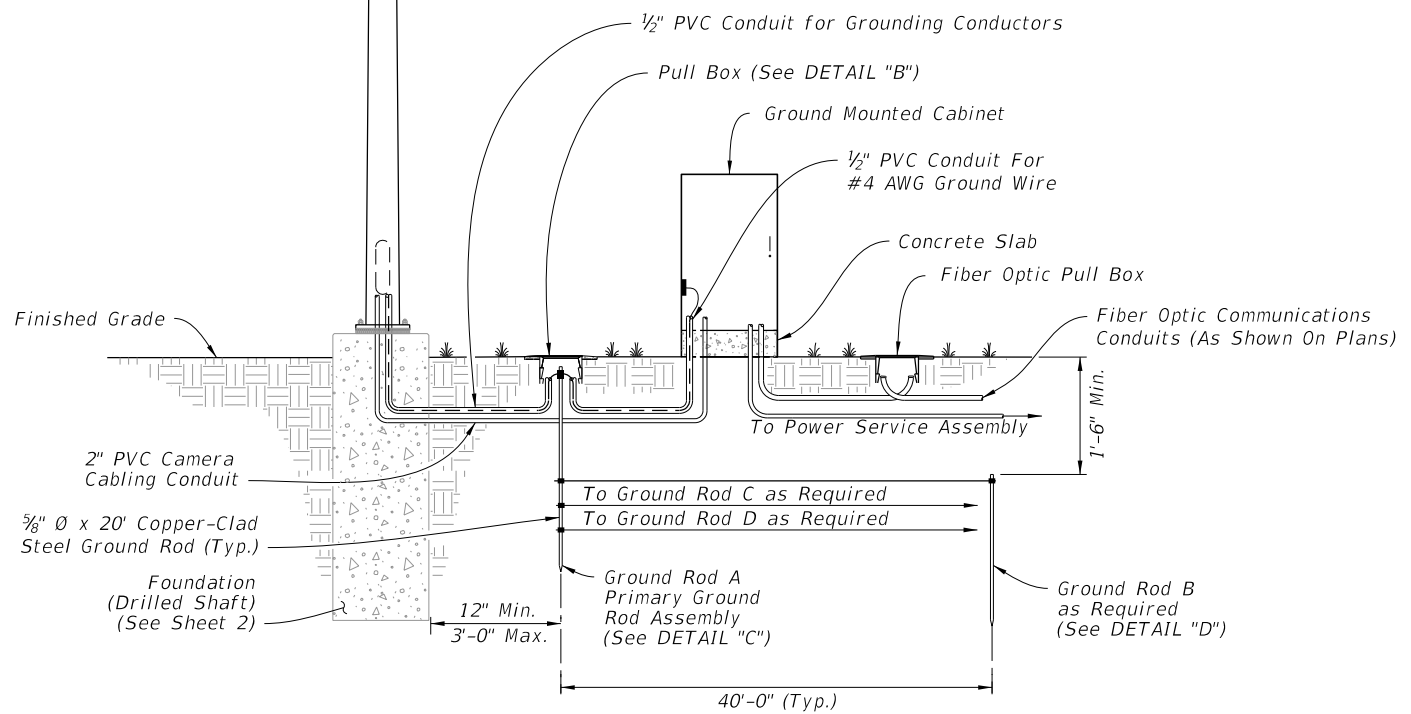 ½" PVC Conduit for Grounding Conductors
Pull Box (See DETAIL "B")
Ground Mounted Cabinet
½" PVC Conduit For
#4 AWG Ground Wire
Concrete Slab
Fiber Optic Pull Box
Finished Grade
Fiber Optic Communications
Conduits (As Shown On Plans)
1'-6" Min.
To Power Service Assembly
2" PVC Camera
Cabling Conduit
To Ground Rod C as Required
To Ground Rod D as Required
⅝" Ø x 20' Copper-Clad
Steel Ground Rod (Typ.)
Foundation
(Drilled Shaft)
(See Sheet 2)
12" Min.
3'-0" Max.
Ground Rod A
Primary Ground
Rod Assembly
(See DETAIL "C")
Ground Rod B
as Required
(See DETAIL "D")
40'-0" (Typ.)